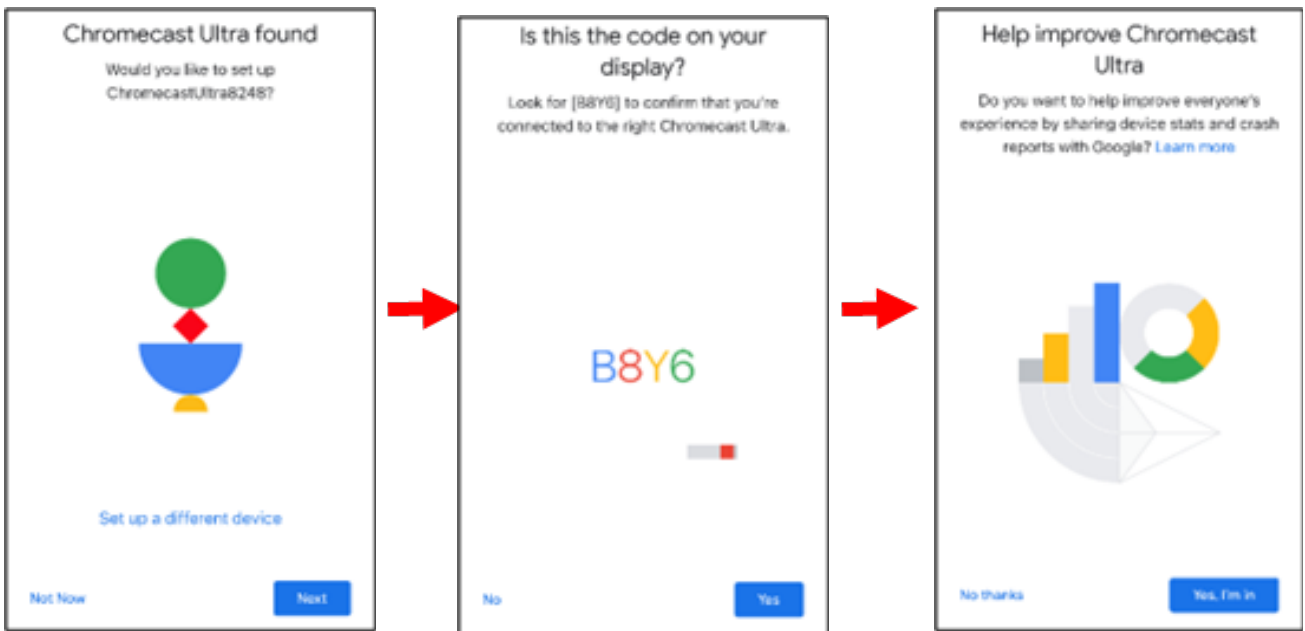 Chromecast Ultra found
Would you like to set up
ChromecastUltra8248?
Set up a different device
Not Now
Next
Is this the code on your
display?
Look for [B8Y6] to confirm that you're
connected to the right Chromecast Ultra.
B8Y6
No
Yes
Help improve Chromecast
Ultra
Do you want to help improve everyone's
experience by sharing device stats and crash
reports with Google? Learn more
No thanks
Yes, I'm in